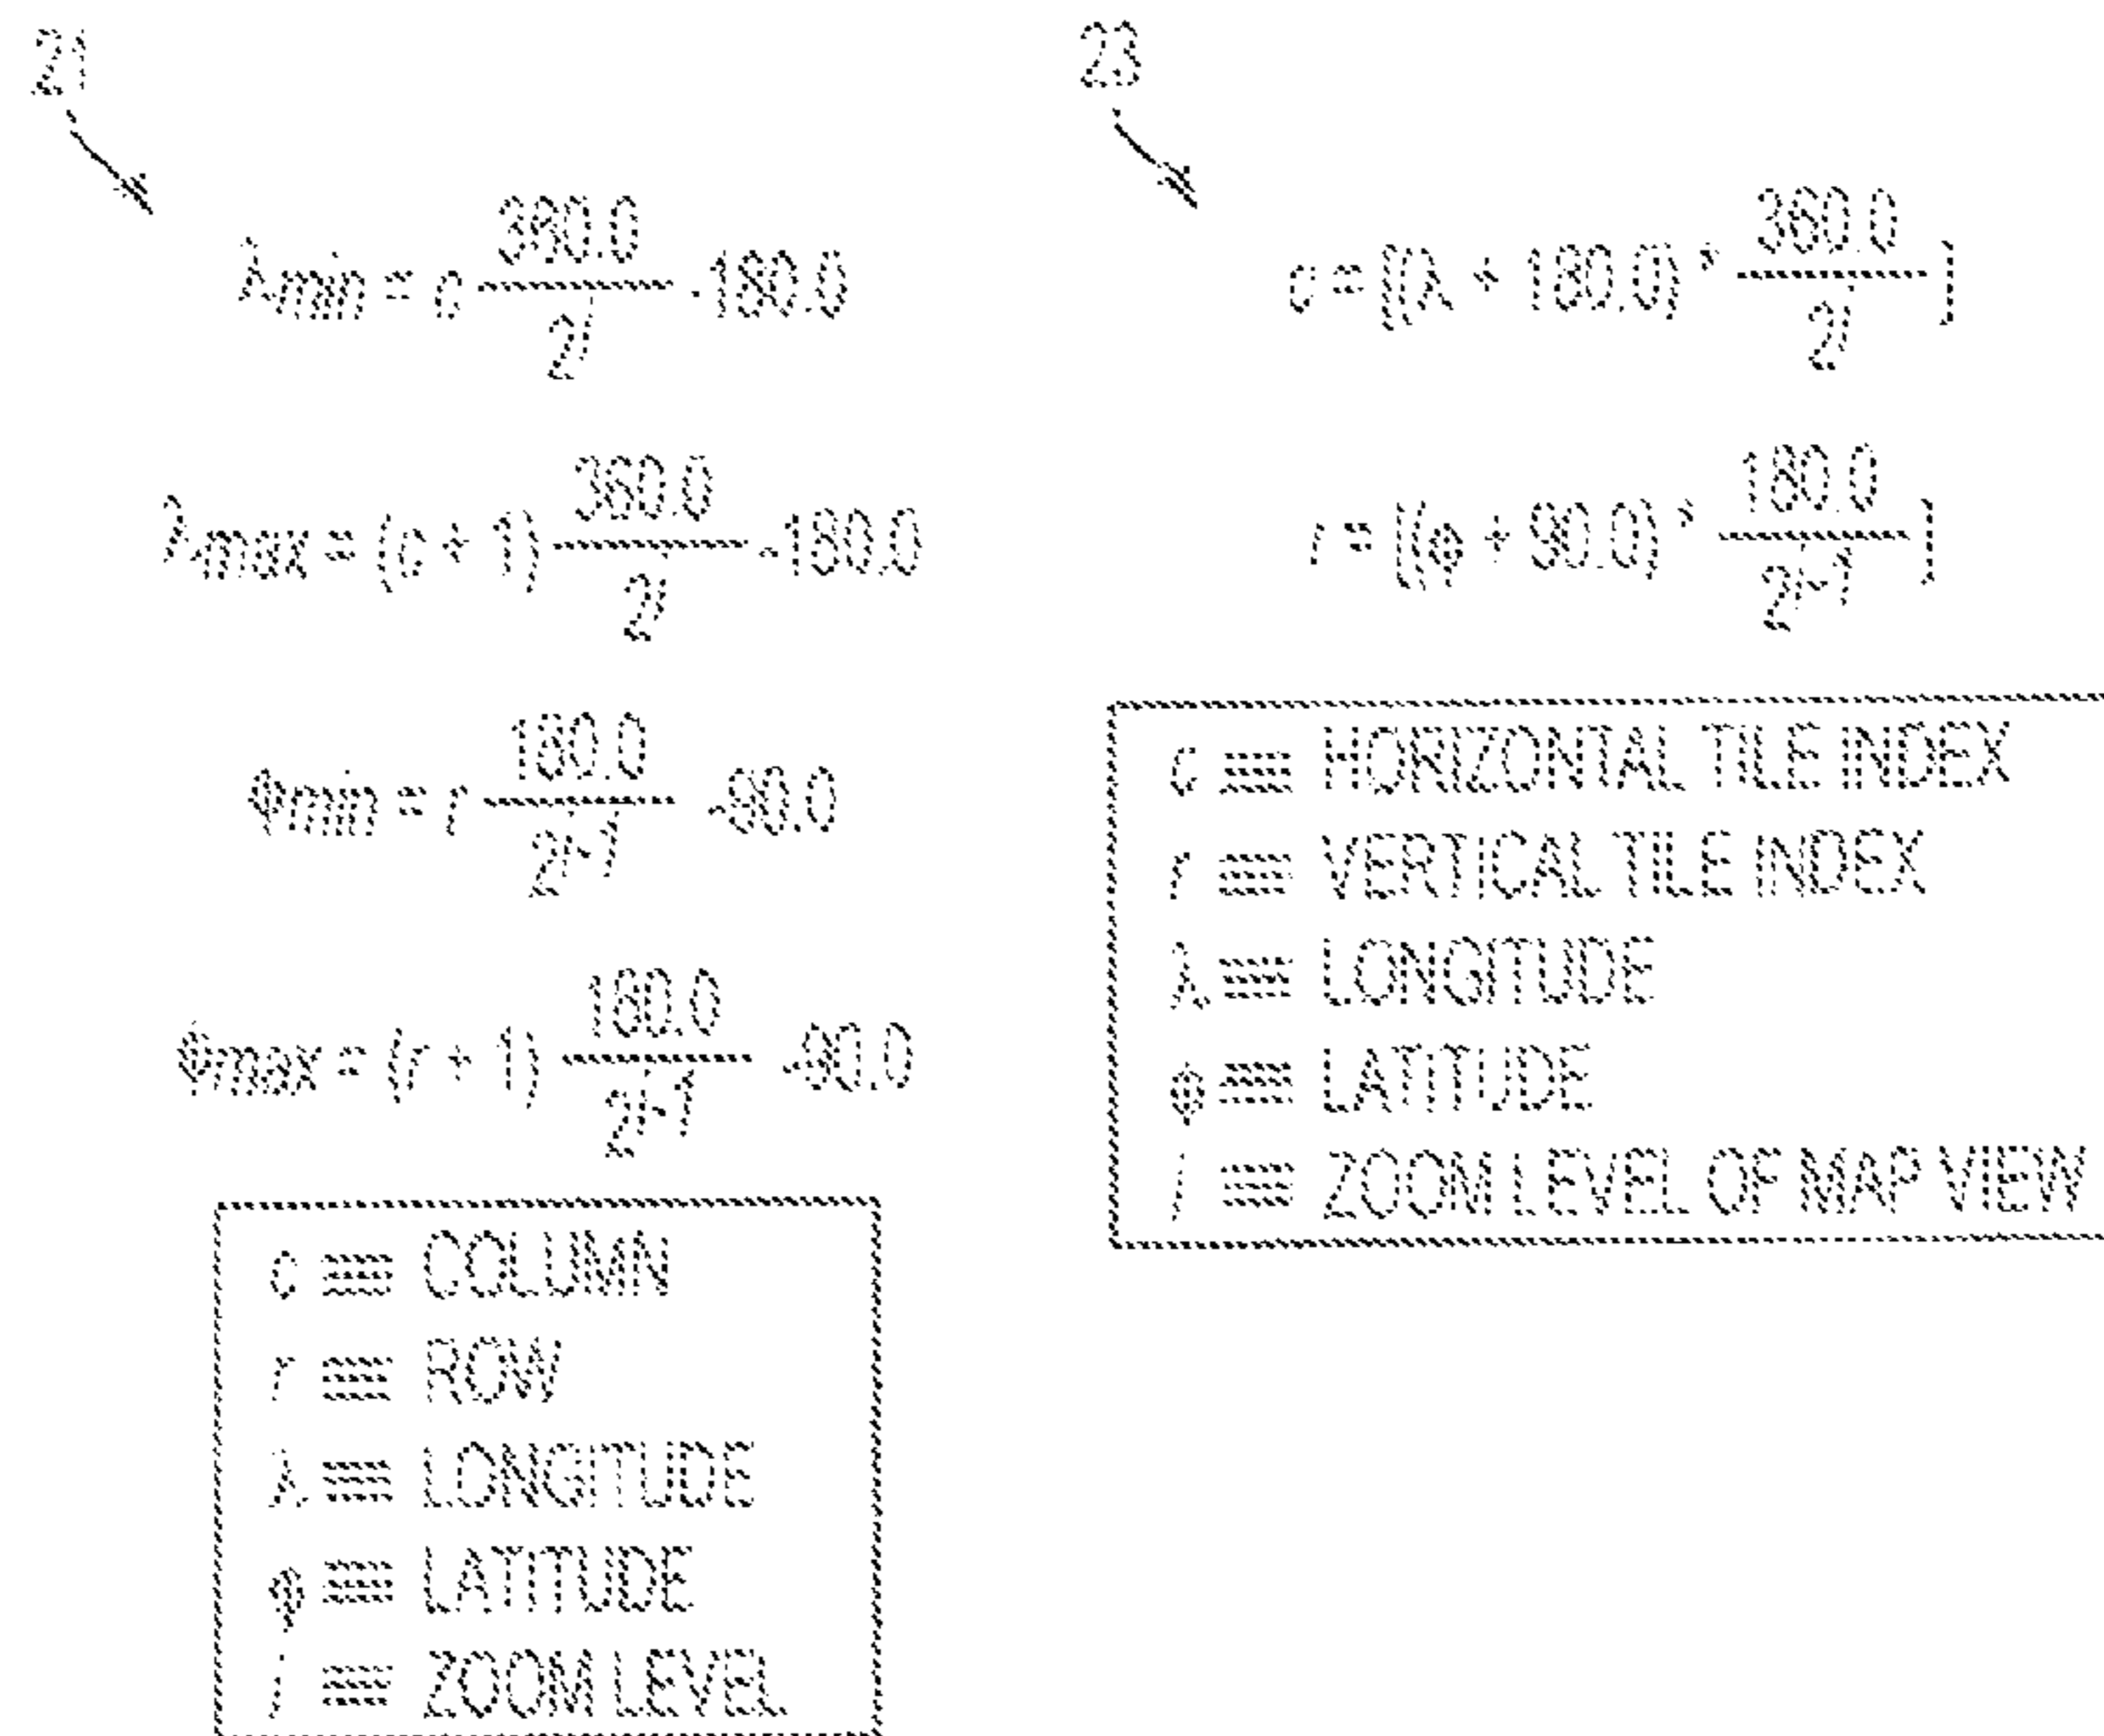 21
λmin = c 360.0 / 2^l -180.0
λmax = (c + 1) 360.0 / 2^l -180.0
φmin = r 180.0 / 2^l-1 -90.0
φmax = (r + 1) 180.0 / 2^l-1 -90.0
c ≡ COLUMN
r ≡ ROW
λ ≡ LONGITUDE
φ ≡ LATITUDE
l ≡ ZOOM LEVEL
23
c = [(λ + 180.0) * 360.0 / 2^l ]
r = [(φ + 90.0) * 180.0 / 2^l-1 ]
c ≡ HORIZONTAL TILE INDEX
r ≡ VERTICAL TILE INDEX
λ ≡ LONGITUDE
φ ≡ LATITUDE
l ≡ ZOOM LEVEL OF MAP VIEW